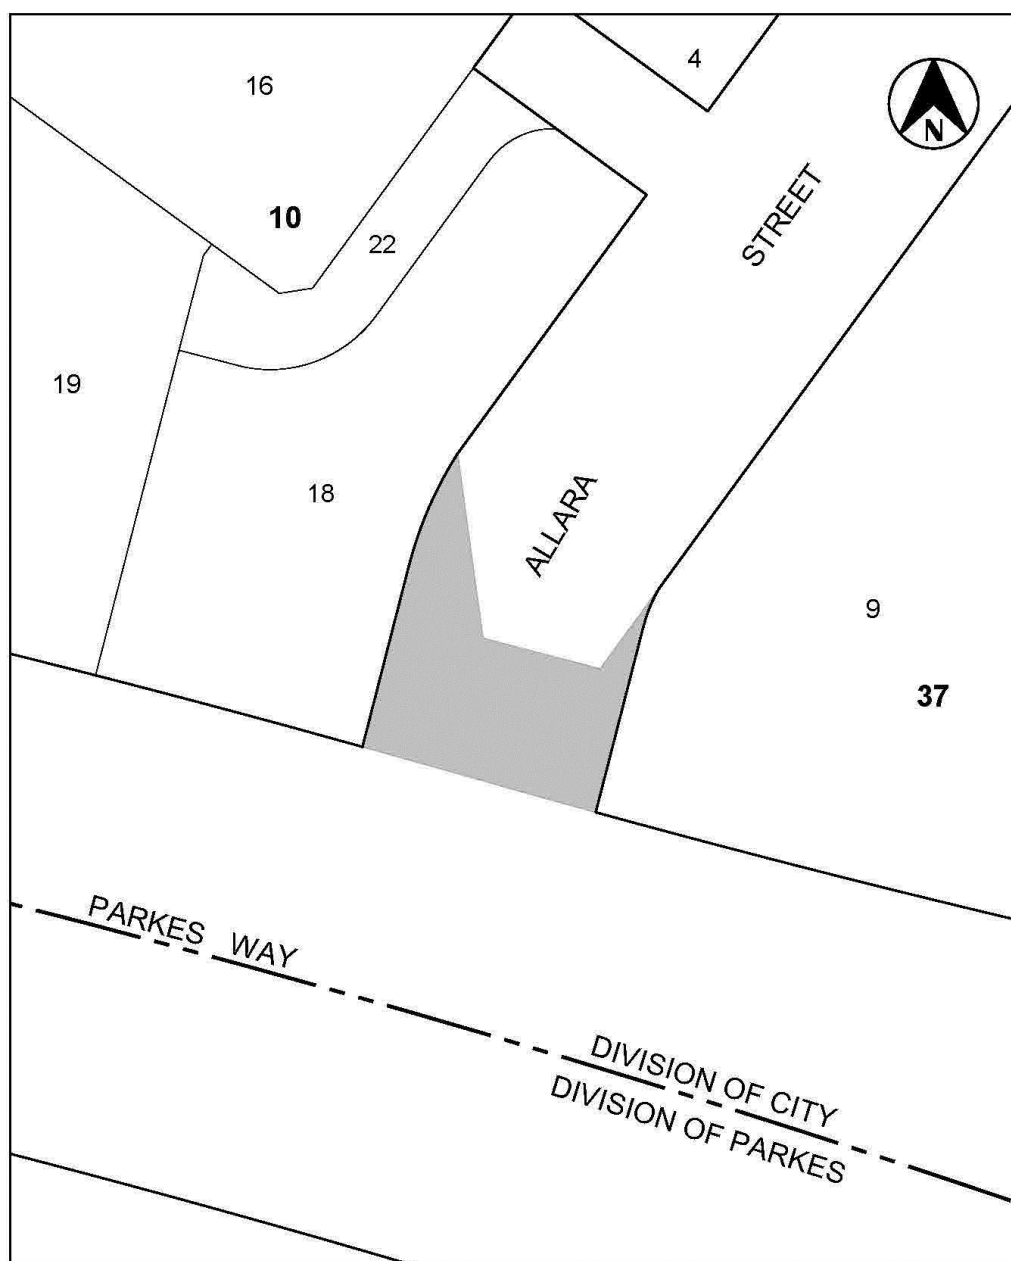 4
16
N
STREET
10
22
19
18
ALLARA
9
37
PARKES WAY
DIVISION OF CITY
DIVISION OF PARKES